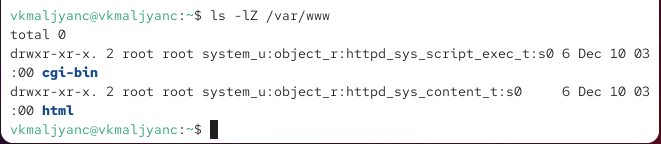 vkmaljyanc@vkmaljyanc:~$ ls -lZ /var/www
total 0
drwxr-xr-x. 2 root root system_u:object_r:httpd_sys_script_exec_t:s0 6 Dec 10 03
:00 cgi-bin
drwxr-xr-x. 2 root root system_u:object_r:httpd_sys_content_t:s0     6 Dec 10 03
:00 html
vkmaljyanc@vkmaljyanc:~$